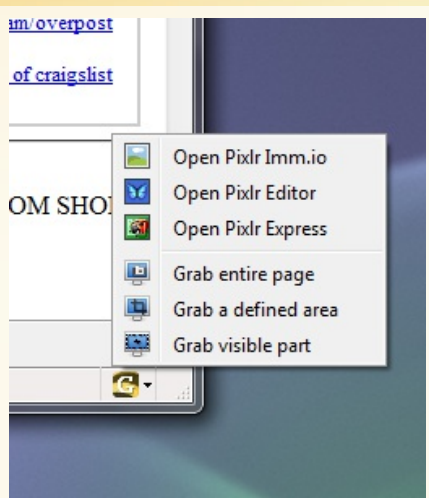 am/overpost
of craigslist
OM SHO
Open Pixlr Imm.io
Open Pixlr Editor
Open Pixlr Express
Grab entire page
Grab a defined area
Grab visible part
G